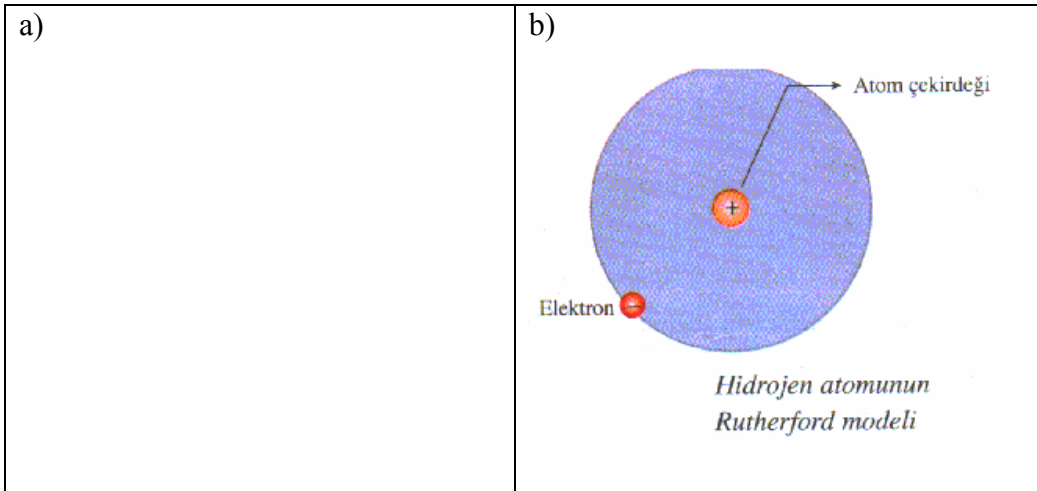 a)
b)
Atom çekirdeği
+
Elektron
−
Hidrojen atomunun
Rutherford modeli